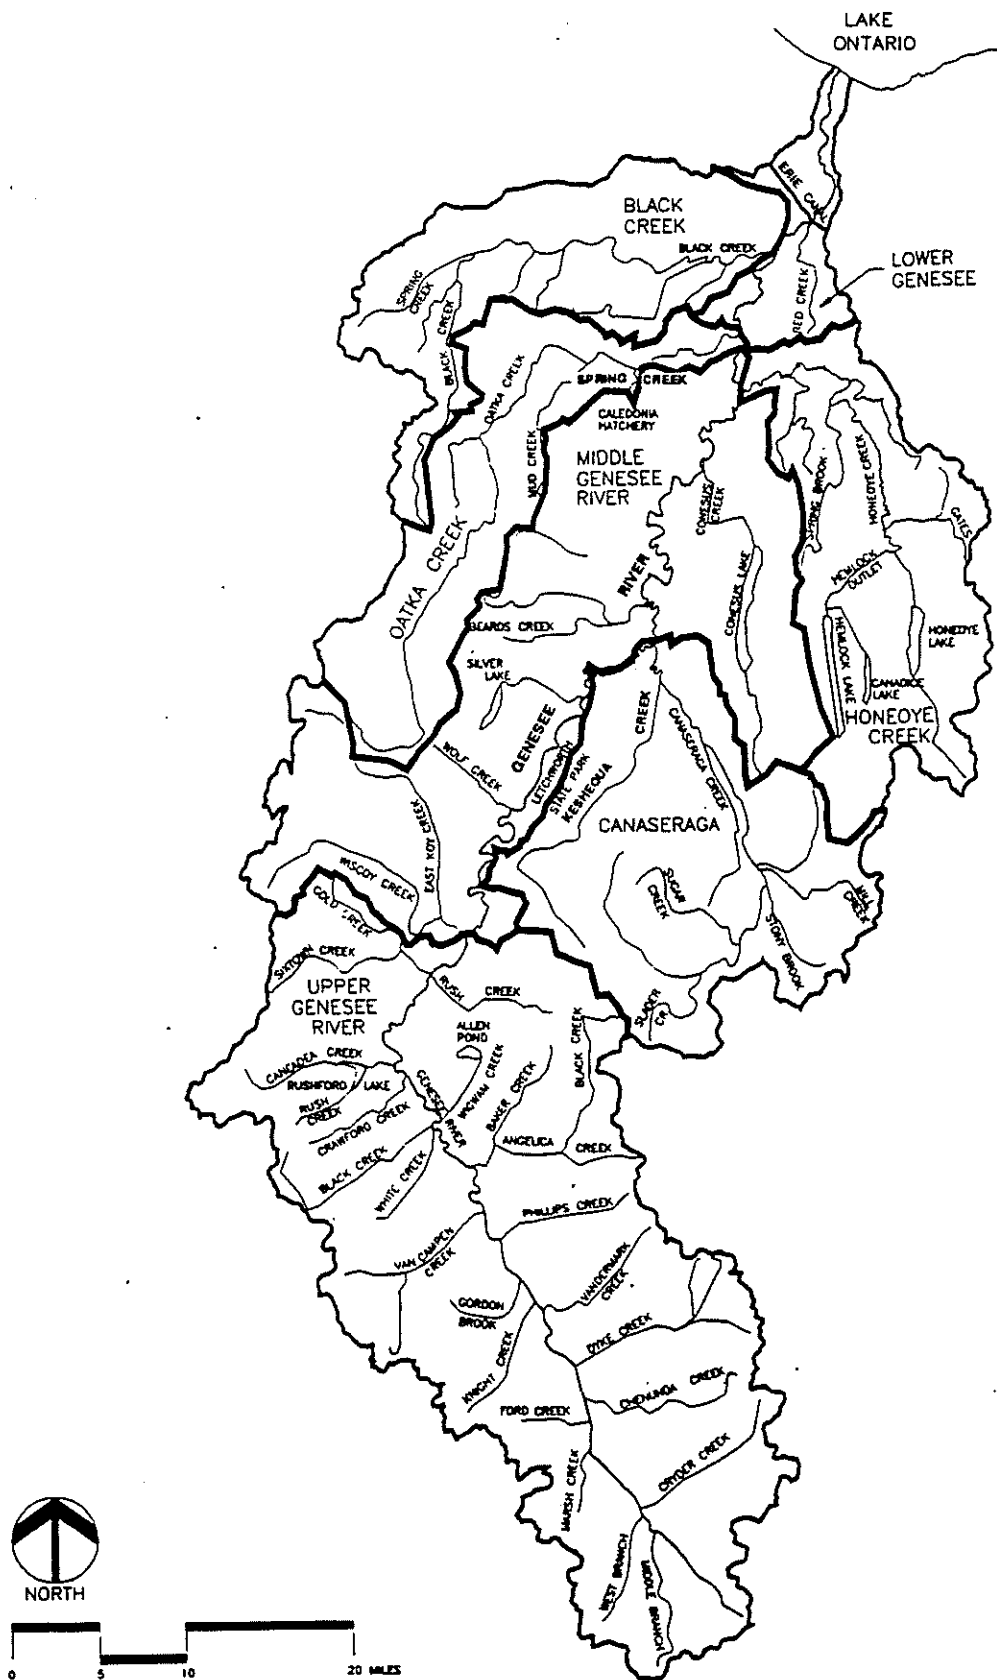 LAKE
ONTARIO
ERIE CANAL
BLACK
CREEK
BLACK CREEK
LOWER
GENESEE
SPRING
CREEK
RED CREEK
BLACK CREEK
OATKA CREEK
SPRING CREEK
CALEDONIA
HATCHERY
MUD CREEK
MIDDLE
GENESEE
RIVER
CONESUS
CREEK
SPRING BROOK
HONEOYE CREEK
GATES
OATKA CREEK
RIVER
HEMLOCK
OUTLET
CONESUS LAKE
BEARDS CREEK
HEMLOCK LAKE
HONEOYE
LAKE
SILVER
LAKE
CANADICE
LAKE
GENESEE
CREEK
HONEOYE
CREEK
CANASERAGA CREEK
WOLF CREEK
LETCHWORTH
STATE PARK
KESHEQUA
CANASERAGA
EAST KOY CREEK
WISCOY CREEK
SUGAR
CREEK
COLD CREEK
STONY BROOK
SIXTOWN CREEK
UPPER
GENESEE
RIVER
RUSH CREEK
SLADER
CR.
ALLEN
POND
BLACK CREEK
CANEADEA CREEK
RUSHFORD LAKE
GENESEE
RIVER
WIGWAN CREEK
BAKER CREEK
RUSH
CREEK
CRAWFORD CREEK
ANGELICA CREEK
BLACK CREEK
WHITE CREEK
PHILLIPS CREEK
VAN CAMPEN
CREEK
VANDERMARK
CREEK
GORDON
BROOK
DYKE CREEK
KNIGHT CREEK
CHENUNDA CREEK
FORD CREEK
CRYDER CREEK
MARSH CREEK
WEST BRANCH
MIDDLE BRANCH
NORTH
0 5 10 20 MILES